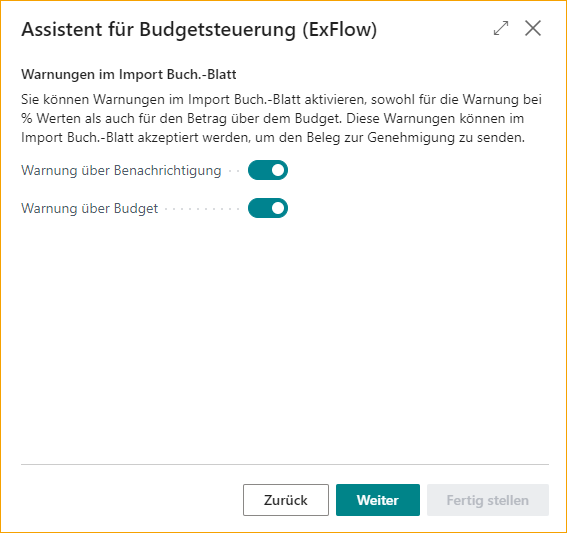 Assistent für Budgetsteuerung (ExFlow)
Warnungen im Import Buch.-Blatt
Sie können Warnungen im Import Buch.-Blatt aktivieren, sowohl für die Warnung bei
% Werten als auch für den Betrag über dem Budget. Diese Warnungen können im
Import Buch.-Blatt akzeptiert werden, um den Beleg zur Genehmigung zu senden.
Warnung über Benachrichtigung
Warnung über Budget
Zurück Weiter Fertig stellen